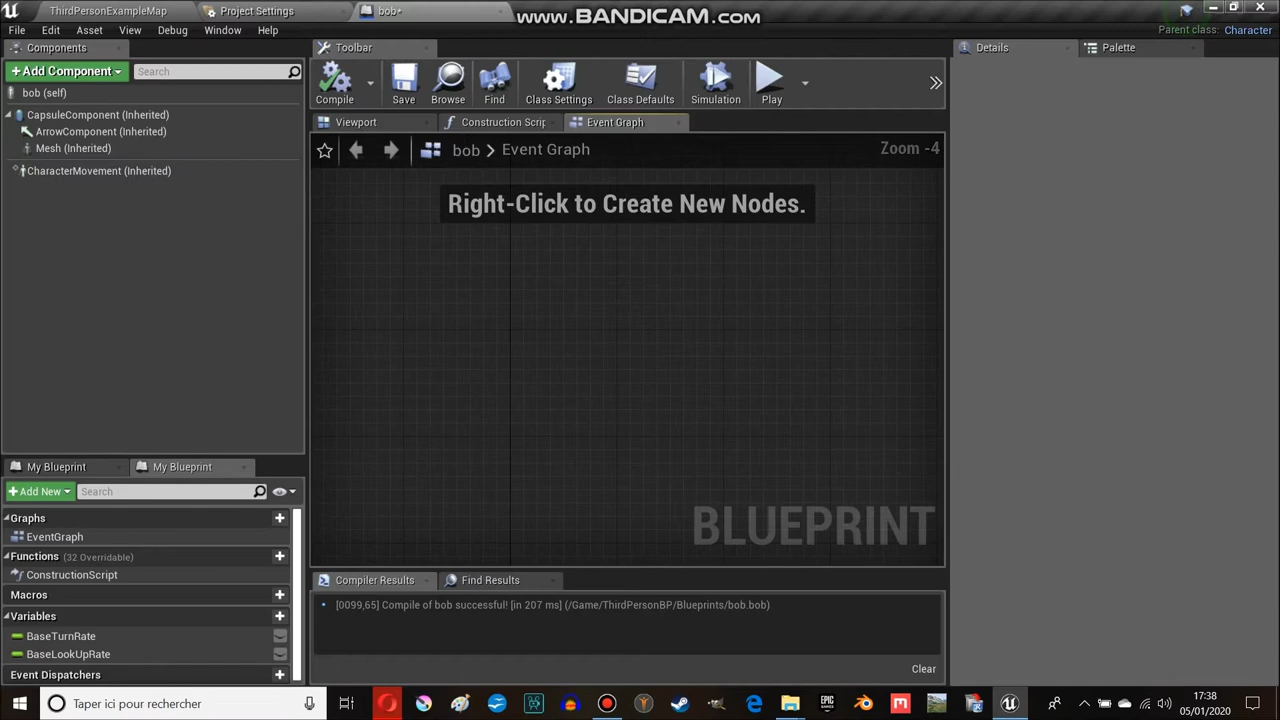 ThirdPersonExampleMap
Project Settings
bob*
www.BANDICAM.com
File Edit Asset View Debug Window Help
Parent class: Character
Components
Toolbar
Details
Palette
+Add Component
Search
Compile
Save
Browse
Find
Class Settings
Class Defaults
Simulation
Play
bob (self)
CapsuleComponent (Inherited)
ArrowComponent (Inherited)
Mesh (Inherited)
CharacterMovement (Inherited)
Viewport
Construction Scrip
Event Graph
bob > Event Graph
Zoom -4
Right-Click to Create New Nodes.
BLUEPRINT
My Blueprint
My Blueprint
+Add New
Search
Graphs
EventGraph
Functions (32 Overridable)
ConstructionScript
Macros
Variables
BaseTurnRate
BaseLookUpRate
Event Dispatchers
Compiler Results
Find Results
[0099,65] Compile of bob successful! [in 207 ms] (/Game/ThirdPersonBP/Blueprints/bob.bob)
Clear
Taper ici pour rechercher
17:38
05/01/2020